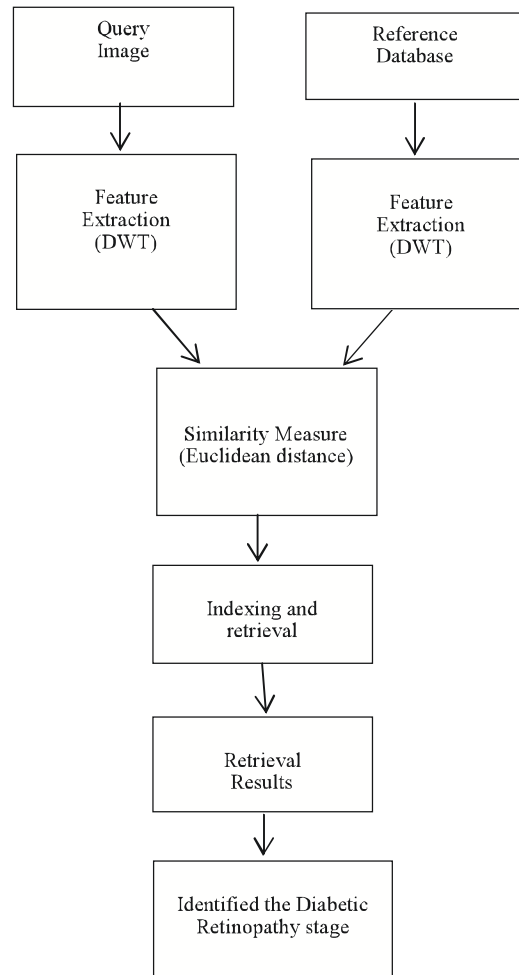 Query
Image
Reference
Database
Feature
Extraction
(DWT)
Feature
Extraction
(DWT)
Similarity Measure
(Euclidean distance)
Indexing and
retrieval
Retrieval
Results
Identified the Diabetic
Retinopathy stage